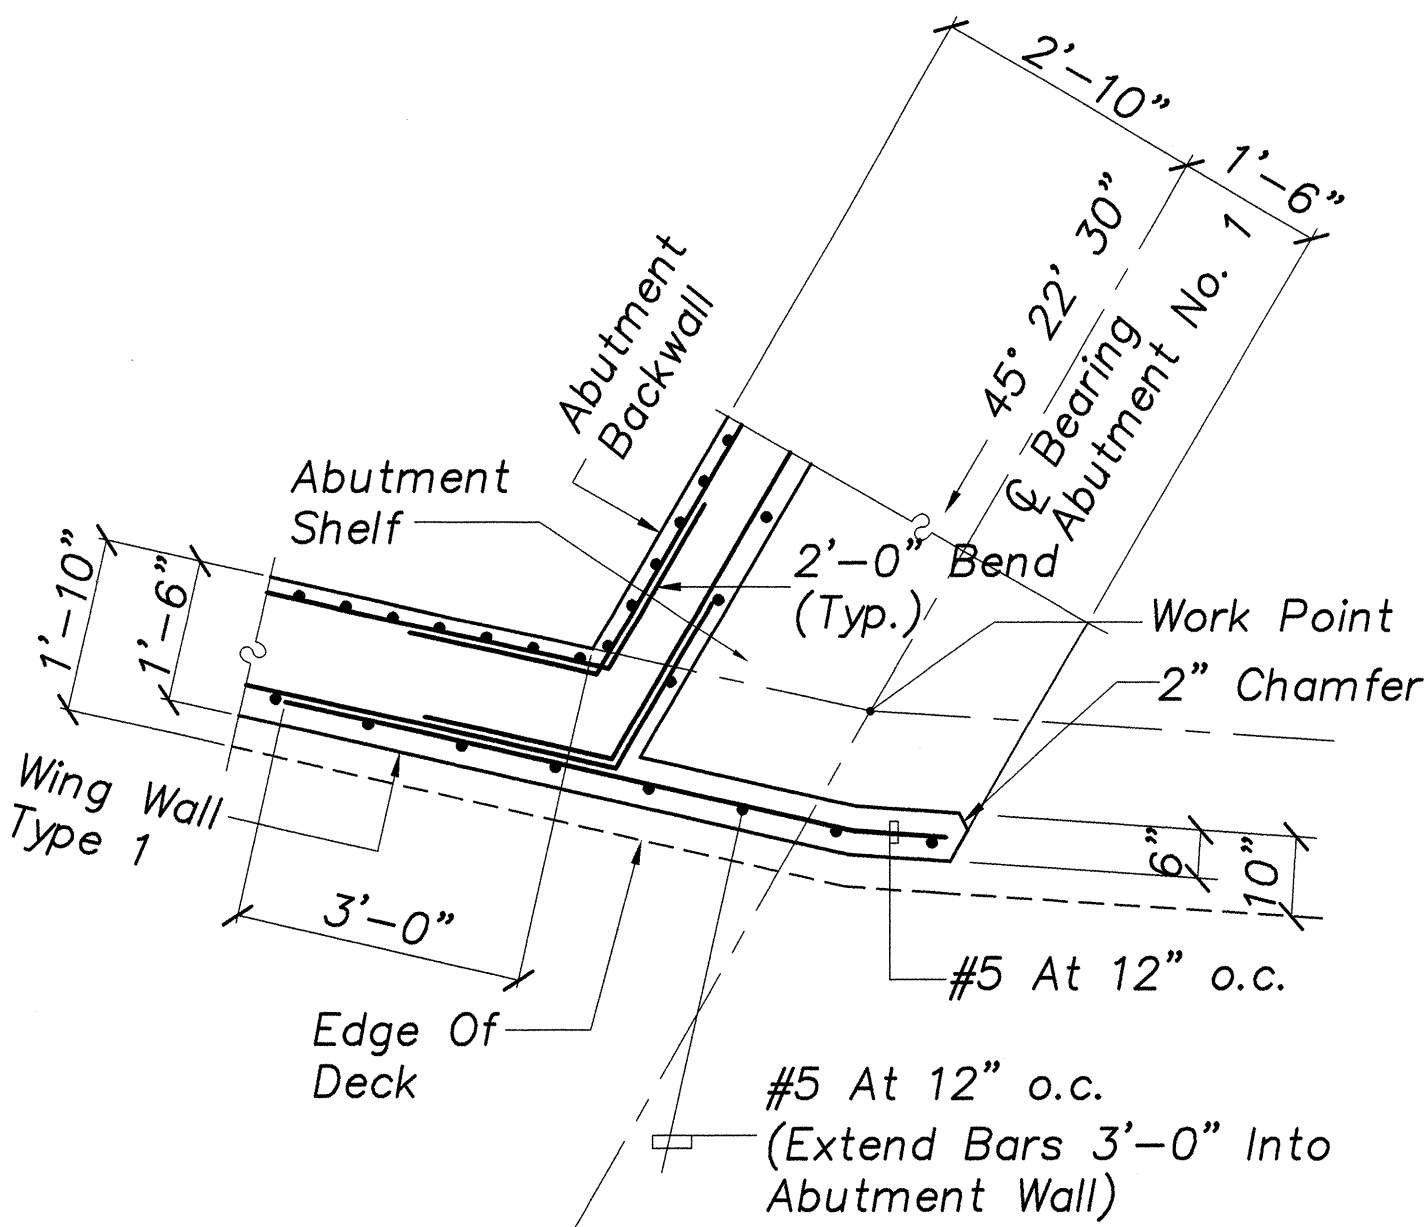 2'-10"
1'-6"
45° 22' 30"
℄ Bearing
Abutment No. 1
Abutment
Backwall
Abutment
Shelf
2'-0" Bend
(Typ.)
1'-10"
1'-6"
Work Point
2" Chamfer
Wing Wall
Type 1
6"
10"
3'-0"
#5 At 12" o.c.
Edge Of
Deck
#5 At 12" o.c.
(Extend Bars 3'-0" Into
Abutment Wall)